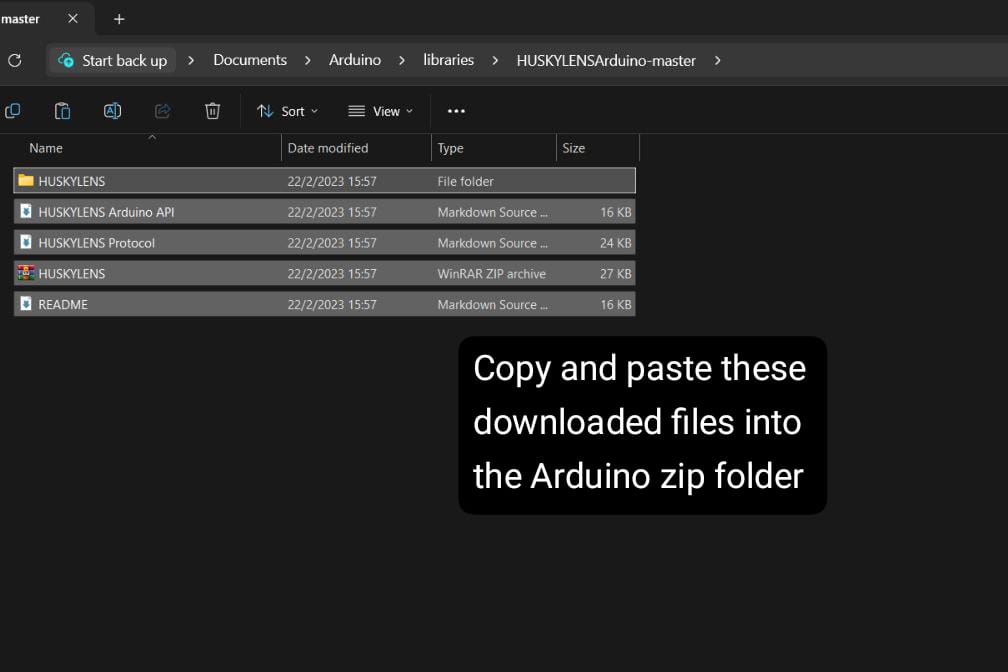 master
Start back up > Documents > Arduino > libraries > HUSKYLENSArduino-master >
Sort View
Name Date modified Type Size
HUSKYLENS 22/2/2023 15:57 File folder
HUSKYLENS Arduino API 22/2/2023 15:57 Markdown Source ... 16 KB
HUSKYLENS Protocol 22/2/2023 15:57 Markdown Source ... 24 KB
HUSKYLENS 22/2/2023 15:57 WinRAR ZIP archive 27 KB
README 22/2/2023 15:57 Markdown Source ... 16 KB
Copy and paste these
downloaded files into
the Arduino zip folder